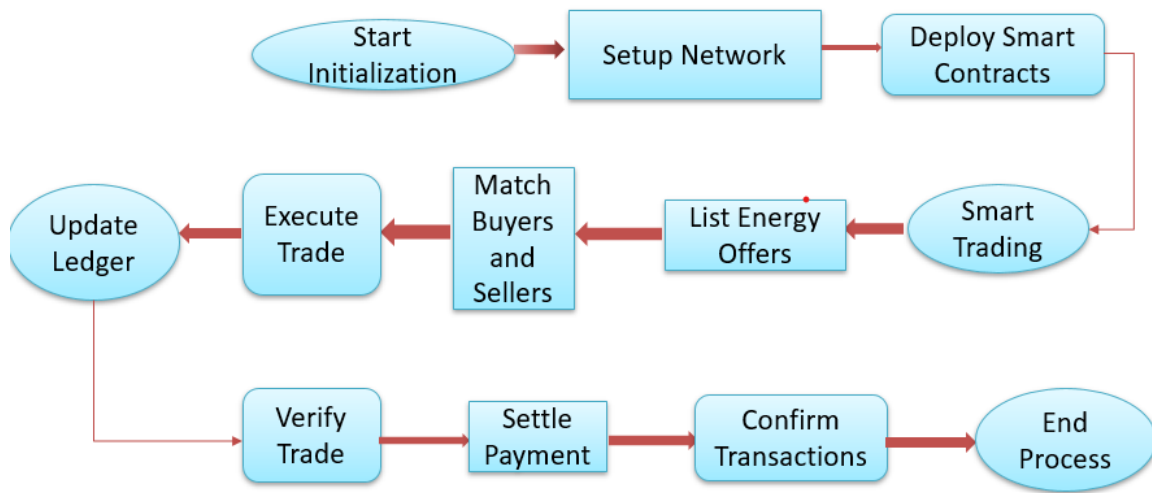 Start
Initialization
Setup Network
Deploy Smart
Contracts
Smart
Trading
List Energy
Offers
Match
Buyers
and
Sellers
Execute
Trade
Update
Ledger
Verify
Trade
Settle
Payment
Confirm
Transactions
End
Process